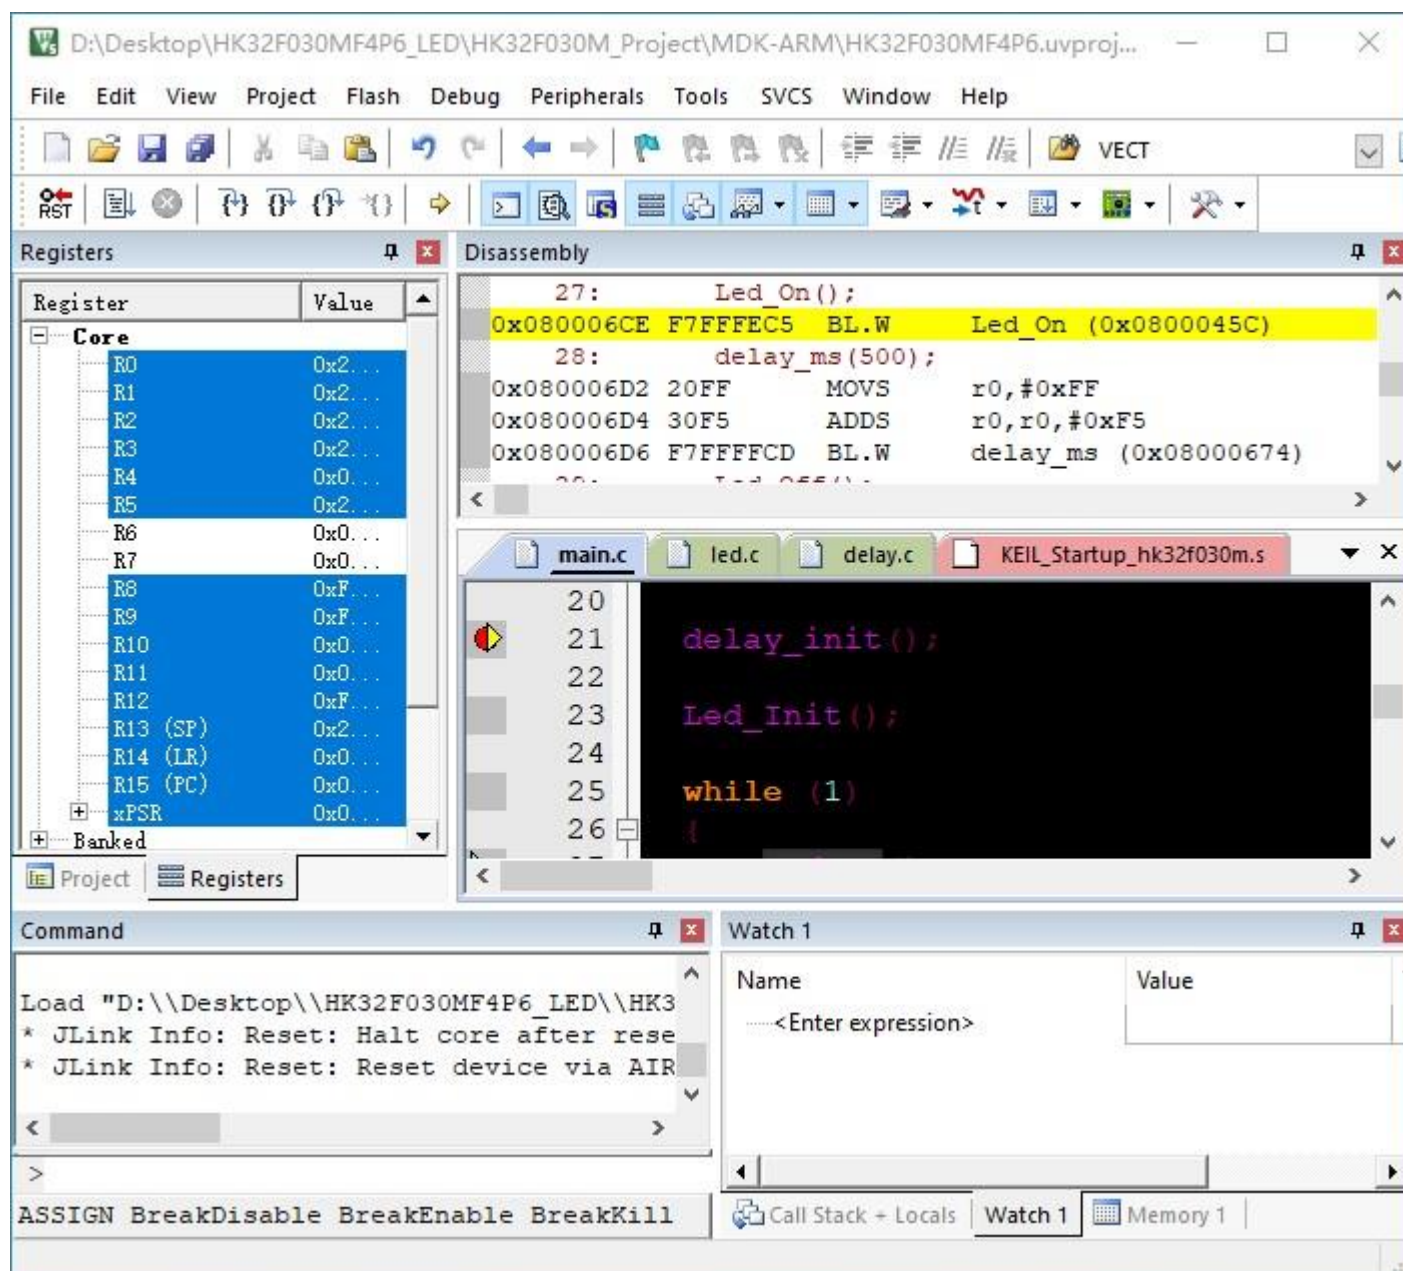 D:\Desktop\HK32F030MF4P6_LED\HK32F030M_Project\MDK-ARM\HK32F030MF4P6.uvproj...
File Edit View Project Flash Debug Peripherals Tools SVCS Window Help
VECT
RST
Registers
Register Value
Core
R0 0x2...
R1 0x2...
R2 0x2...
R3 0x2...
R4 0x0...
R5 0x2...
R6 0x0...
R7 0x0...
R8 0xF...
R9 0xF...
R10 0x0...
R11 0x0...
R12 0xF...
R13 (SP) 0x2...
R14 (LR) 0x0...
R15 (PC) 0x0...
xPSR 0x0...
Banked
Project Registers
Disassembly
27: Led_On();
0x080006CE F7FFFEC5 BL.W Led_On (0x0800045C)
28: delay_ms(500);
0x080006D2 20FF MOVS r0,#0xFF
0x080006D4 30F5 ADDS r0,r0,#0xF5
0x080006D6 F7FFFFCD BL.W delay_ms (0x08000674)
main.c led.c delay.c KEIL_Startup_hk32f030m.s
20
21 delay_init();
22
23 Led_Init();
24
25 while (1)
26 {
Command
Load "D:\\Desktop\\HK32F030MF4P6_LED\\HK3
* JLink Info: Reset: Halt core after rese
* JLink Info: Reset: Reset device via AIR
>
ASSIGN BreakDisable BreakEnable BreakKill
Watch 1
Name Value
<Enter expression>
Call Stack + Locals Watch 1 Memory 1